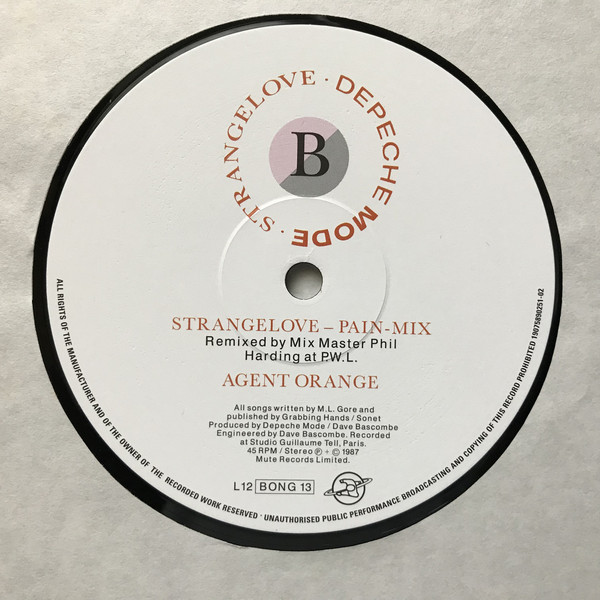 STRANGELOVE · DEPECHE MODE ·
B
STRANGELOVE – PAIN-MIX
Remixed by Mix Master Phil
Harding at P.W.L.
AGENT ORANGE
All songs written by M.L. Gore and
published by Grabbing Hands / Sonet
Produced by Depeche Mode / Dave Bascombe
Engineered by Dave Bascombe. Recorded
at Studio Guillaume Tell, Paris.
45 RPM / Stereo Ⓟ + © 1987
Mute Records Limited.
L12 BONG 13
ALL RIGHTS OF THE MANUFACTURER AND OF THE OWNER OF THE RECORDED WORK RESERVED · UNAUTHORISED PUBLIC PERFORMANCE BROADCASTING AND COPYING OF THIS RECORD PROHIBITED 19075890251-02